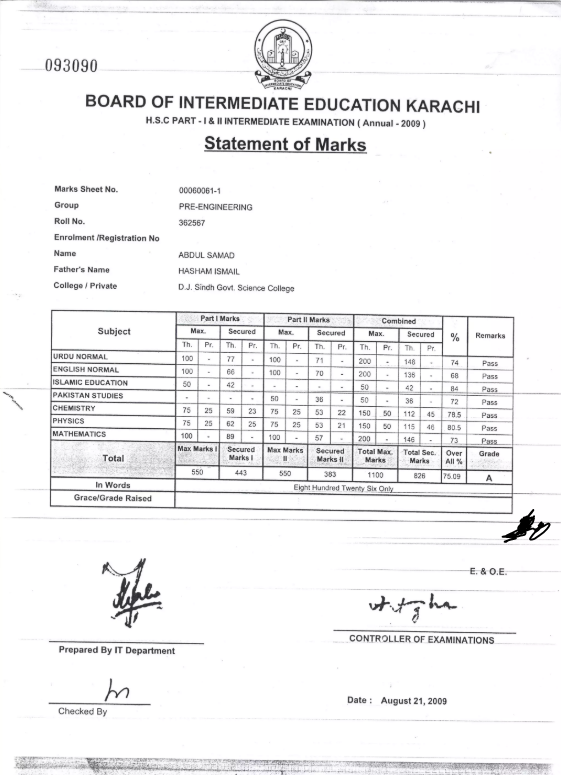 093090
BOARD OF INTERMEDIATE EDUCATION KARACHI
BOARD OF INTERMEDIATE EDUCATION KARACHI
H.S.C PART - I & II INTERMEDIATE EXAMINATION ( Annual - 2009 )
Statement of Marks
Marks Sheet No. 00060061-1
Group PRE-ENGINEERING
Roll No. 362567
Enrolment /Registration No
Name ABDUL SAMAD
Father's Name HASHAM ISMAIL
College / Private D.J. Sindh Govt. Science College
Subject Part I Marks Part II Marks Combined % Remarks
Max. Secured Max. Secured Max. Secured
Th. Pr. Th. Pr. Th. Pr. Th. Pr. Th. Pr. Th. Pr.
URDU NORMAL 100 - 77 - 100 - 71 - 200 - 148 - 74 Pass
ENGLISH NORMAL 100 - 66 - 100 - 70 - 200 - 136 - 68 Pass
ISLAMIC EDUCATION 50 - 42 - - - - - 50 - 42 - 84 Pass
PAKISTAN STUDIES - - - - 50 - 36 - 50 - 36 - 72 Pass
CHEMISTRY 75 25 59 23 75 25 53 22 150 50 112 45 78.5 Pass
PHYSICS 75 25 62 25 75 25 53 21 150 50 115 46 80.5 Pass
MATHEMATICS 100 - 89 - 100 - 57 - 200 - 146 - 73 Pass
Total Max Marks I Secured Marks I Max Marks II Secured Marks II Total Max. Marks Total Sec. Marks Over All % Grade
550 443 550 383 1100 826 75.09 A
In Words Eight Hundred Twenty Six Only
Grace/Grade Raised
E. & O.E.
CONTROLLER OF EXAMINATIONS
Prepared By IT Department
Checked By
Date : August 21, 2009